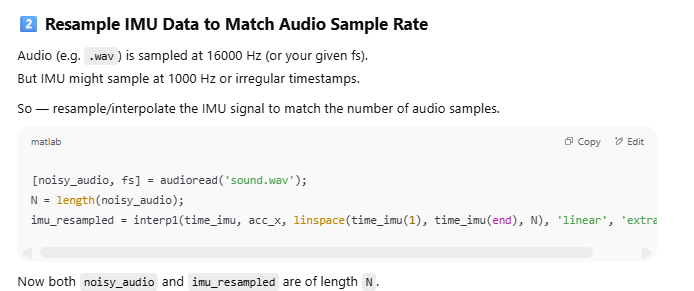 2 Resample IMU Data to Match Audio Sample Rate
Audio (e.g. .wav) is sampled at 16000 Hz (or your given fs).
But IMU might sample at 1000 Hz or irregular timestamps.
So — resample/interpolate the IMU signal to match the number of audio samples.
matlab Copy Edit
[noisy_audio, fs] = audioread('sound.wav');
N = length(noisy_audio);
imu_resampled = interp1(time_imu, acc_x, linspace(time_imu(1), time_imu(end), N), 'linear', 'extra
Now both noisy_audio and imu_resampled are of length N.